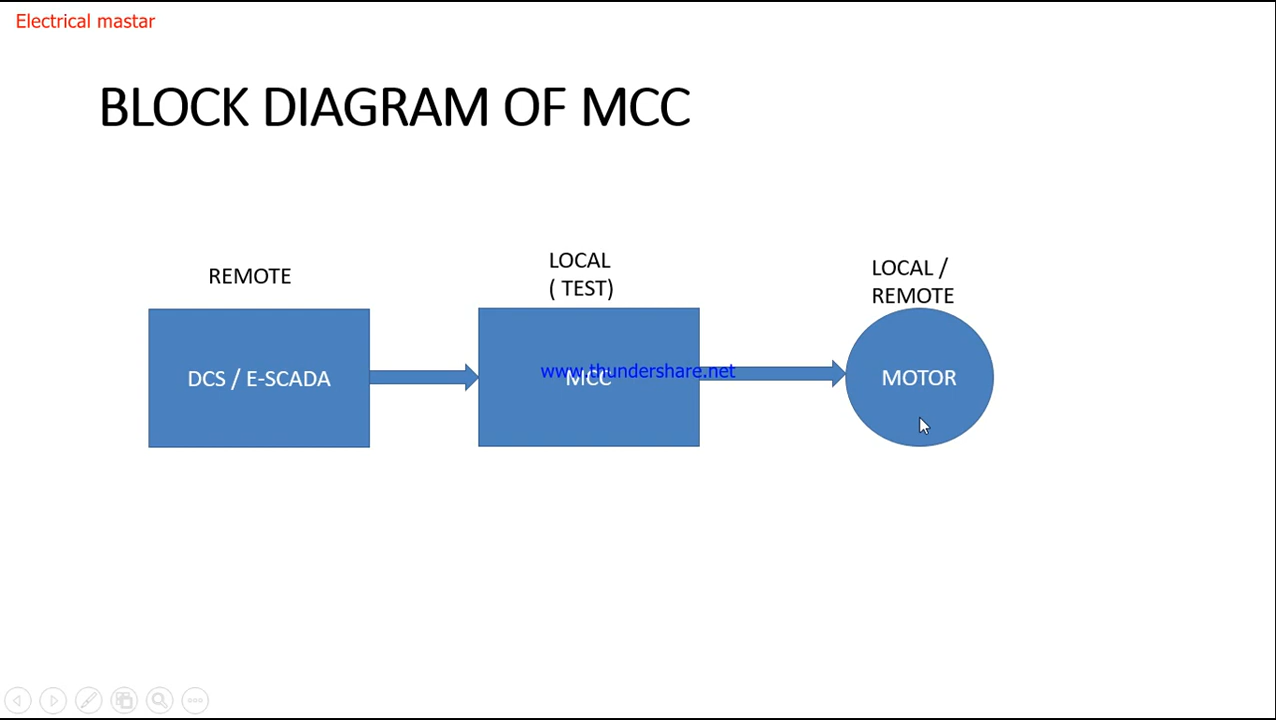 Electrical mastar
BLOCK DIAGRAM OF MCC
REMOTE
LOCAL
( TEST)
LOCAL /
REMOTE
DCS / E-SCADA
www.thundershare.net
MCC
MOTOR